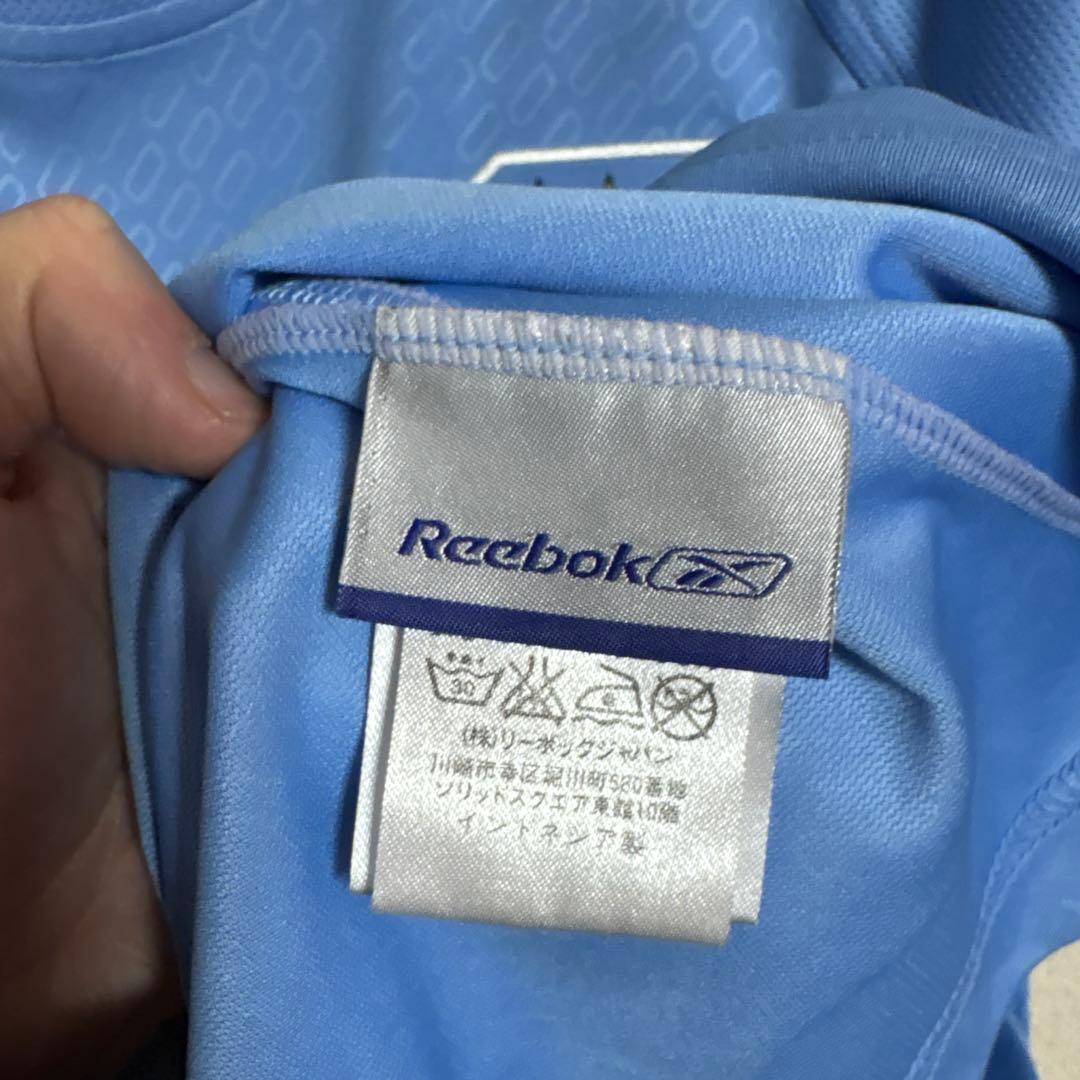 Reebok
30
(株)リーボックジャパン
川崎市幸区堀川町580番地
ソリッドスクエア東館10階
インドネシア製